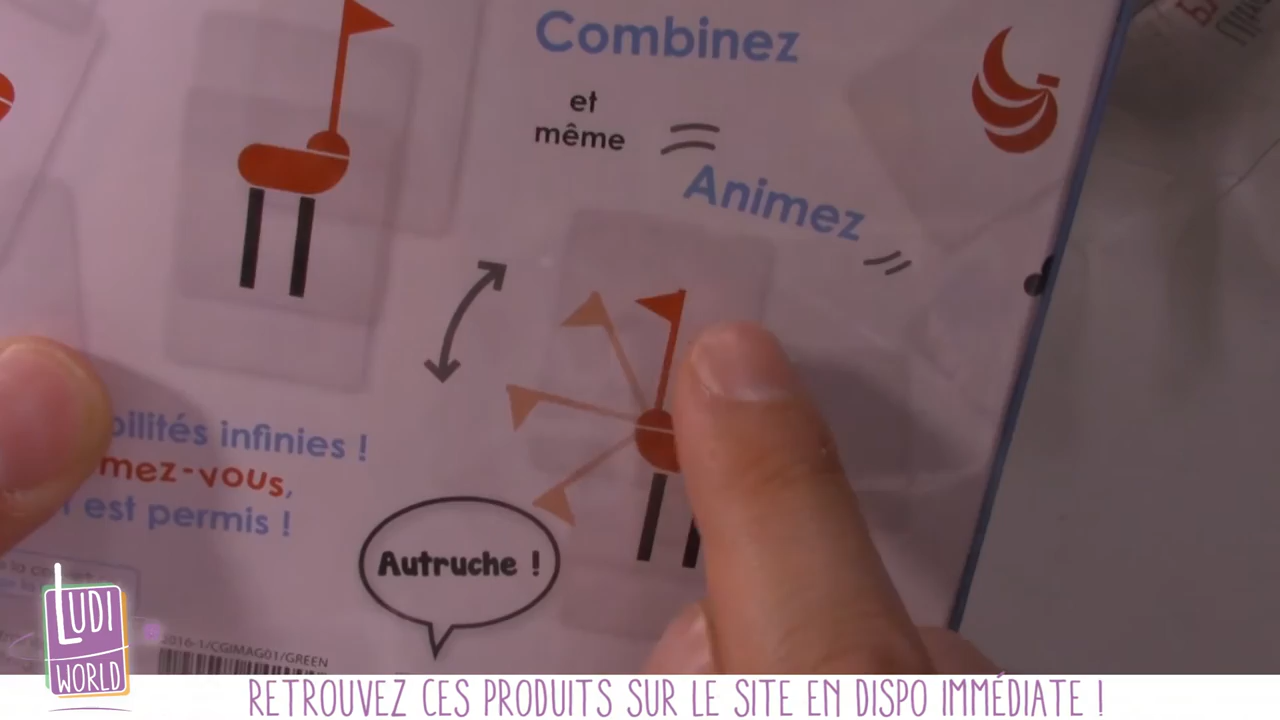 Combinez
et
même
Animez
bilités infinies !
mez-vous,
est permis !
Autruche !
2016-1/CGIMAG01/GREEN
LUDI
WORLD
RETROUVEZ CES PRODUITS SUR LE SITE EN DISPO IMMÉDIATE !